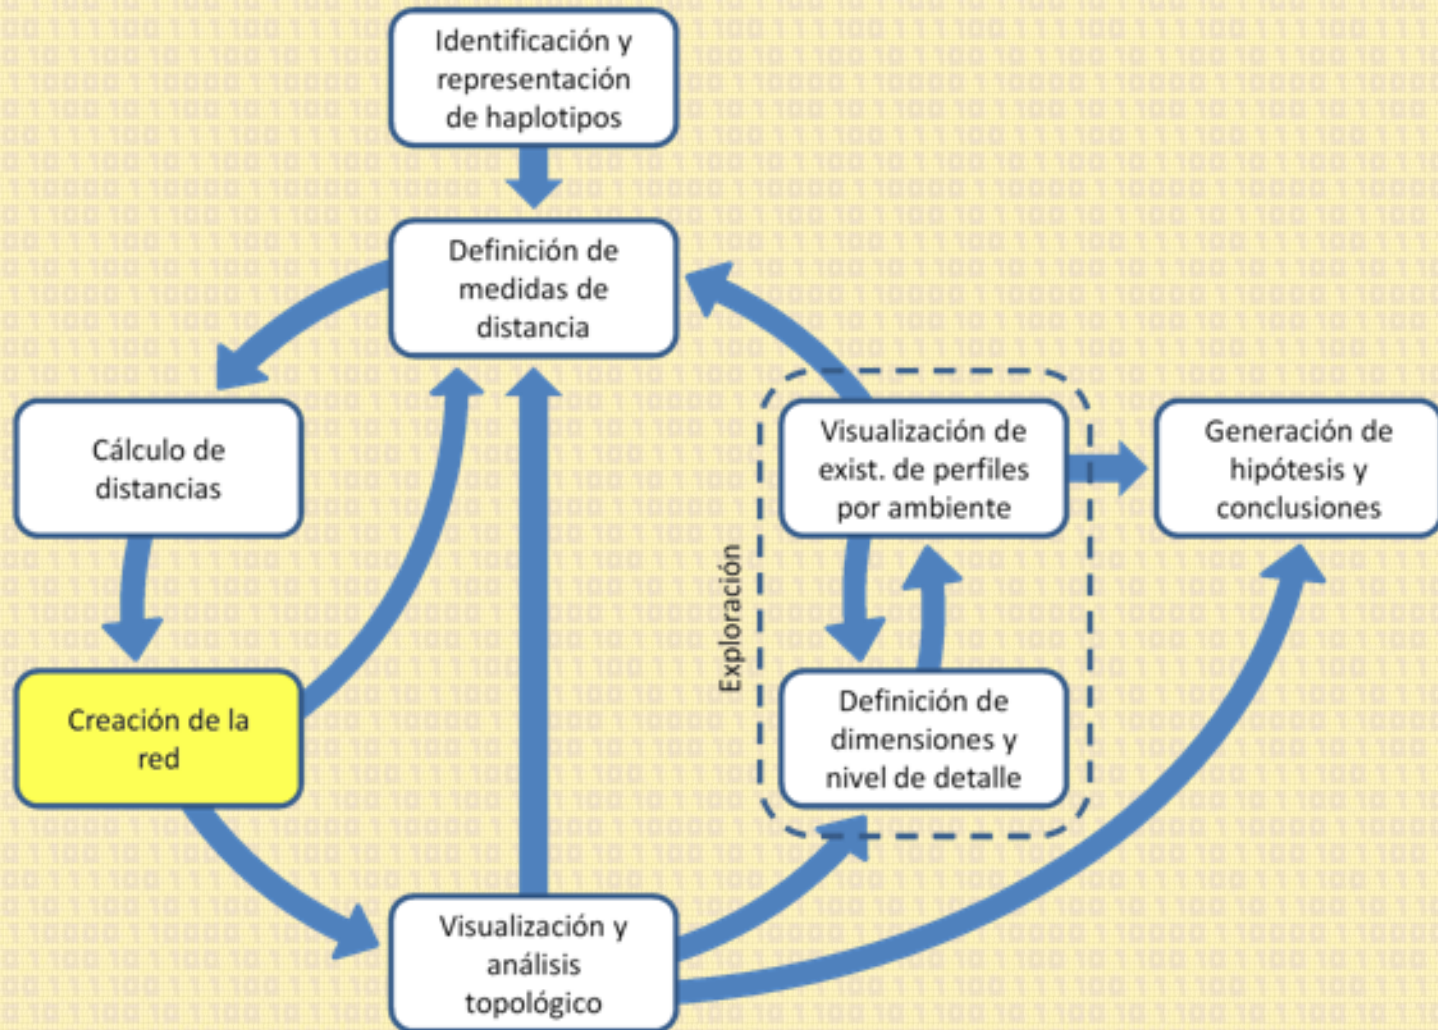 Identificación y
representación
de haplotipos
Definición de
medidas de
distancia
Cálculo de
distancias
Visualización de
exist. de perfiles
por ambiente
Generación de
hipótesis y
conclusiones
Exploración
Creación de la
red
Definición de
dimensiones y
nivel de detalle
Visualización y
análisis
topológico